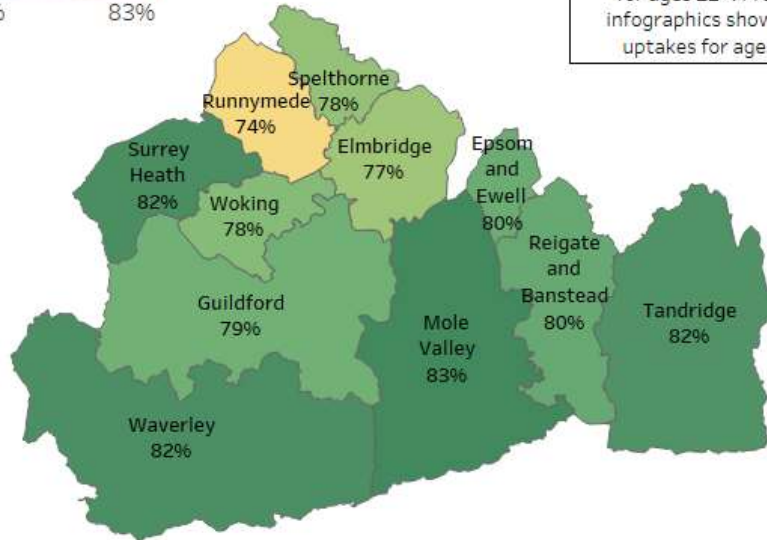 %
83%
infographics show
uptakes for age
Spelthorne
78%
Runnymede
74%
Elmbridge
77%
Epsom
and
Ewell
80%
Surrey
Heath
82%
Woking
78%
Reigate
and
Banstead
80%
Guildford
79%
Tandridge
82%
Mole
Valley
83%
Waverley
82%